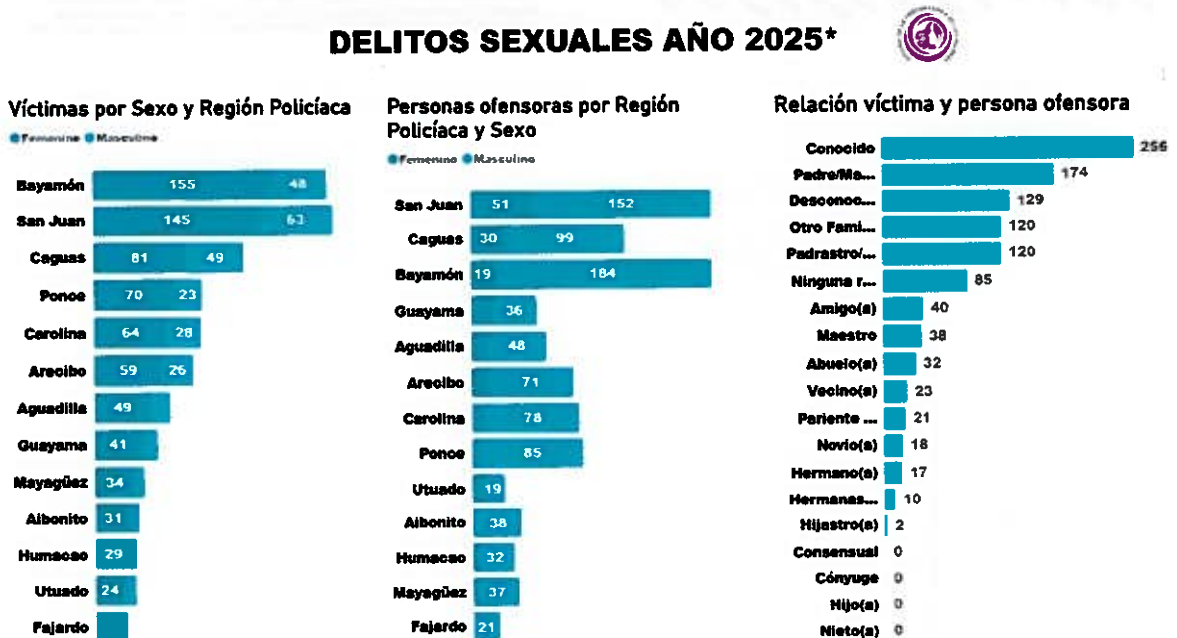 DELITOS SEXUALES AÑO 2025*
Víctimas por Sexo y Región Policíaca
Femenino Masculino
Bayamón 155 48
San Juan 145 63
Caguas 81 49
Ponce 70 23
Carolina 64 28
Arecibo 59 26
Aguadilla 49
Guayama 41
Mayagüez 34
Aibonito 31
Humacao 29
Utuado 24
Fajardo
Personas ofensoras por Región
Policíaca y Sexo
Femenino Masculino
San Juan 51 152
Caguas 30 99
Bayamón 19 184
Guayama 36
Aguadilla 48
Arecibo 71
Carolina 78
Ponce 85
Utuado 19
Aibonito 38
Humacao 32
Mayagüez 37
Fajardo 21
Relación víctima y persona ofensora
Conocido 256
Padre/Ma... 174
Desconoc... 129
Otro Fami... 120
Padrastro/... 120
Ninguna r... 85
Amigo(a) 40
Maestro 38
Abuelo(a) 32
Vecino(a) 23
Pariente ... 21
Novio(a) 18
Hermano(a) 17
Hermanas... 10
Hijastro(a) 2
Consensual 0
Cónyuge 0
Hijo(a) 0
Nieto(a) 0